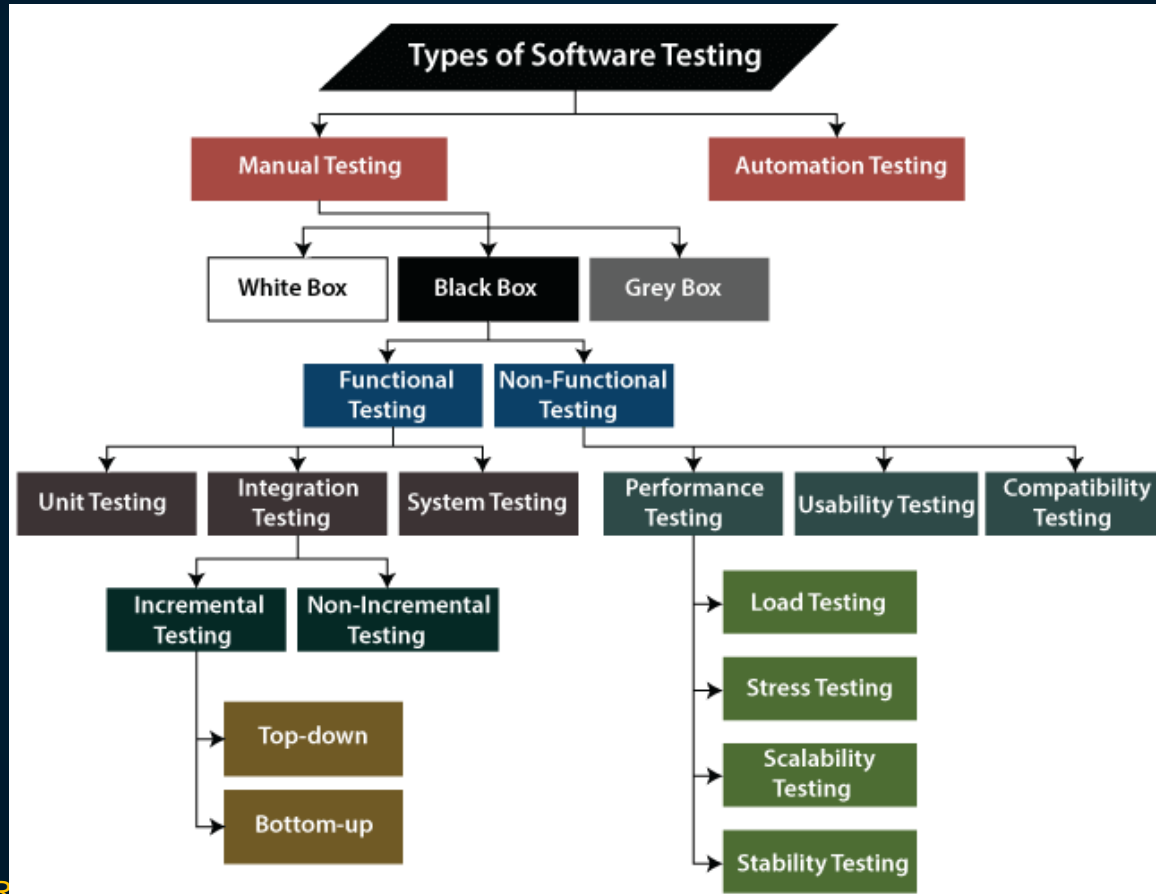 Types of Software Testing
Manual Testing
Automation Testing
White Box
Black Box
Grey Box
Functional
Testing
Non-Functional
Testing
Unit Testing
Integration
Testing
System Testing
Performance
Testing
Usability Testing
Compatibility
Testing
Incremental
Testing
Non-Incremental
Testing
Load Testing
Stress Testing
Top-down
Scalability
Testing
Bottom-up
Stability Testing
R